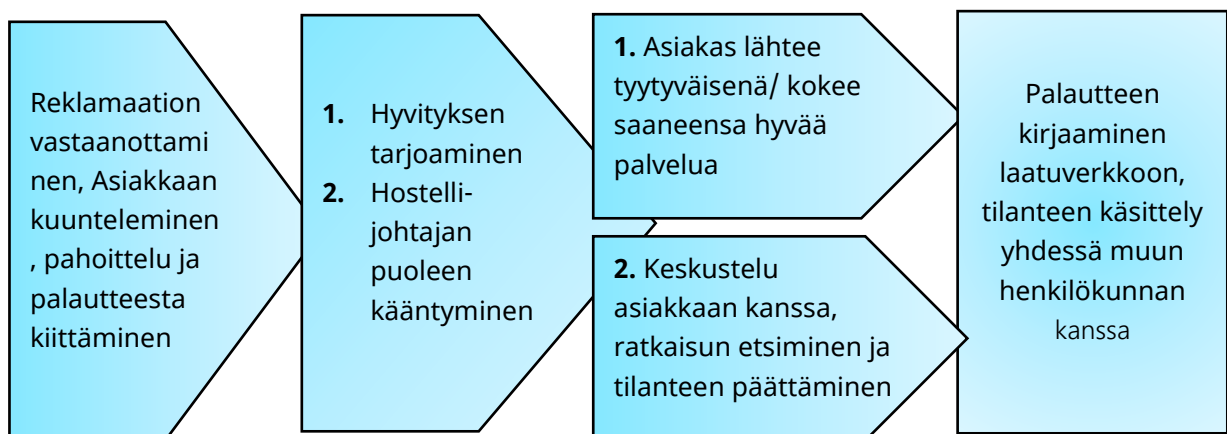 Reklamaation
vastaanottami
nen, Asiakkaan
kuunteleminen
, pahoittelu ja
palautteesta
kiittäminen
1. Hyvityksen
tarjoaminen
2. Hostelli-
johtajan
puoleen
kääntyminen
1. Asiakas lähtee
tyytyväisenä/ kokee
saaneensa hyvää
palvelua
2. Keskustelu
asiakkaan kanssa,
ratkaisun etsiminen ja
tilanteen päättäminen
Palautteen
kirjaaminen
laatuverkkoon,
tilanteen käsittely
yhdessä muun
henkilökunnan
kanssa